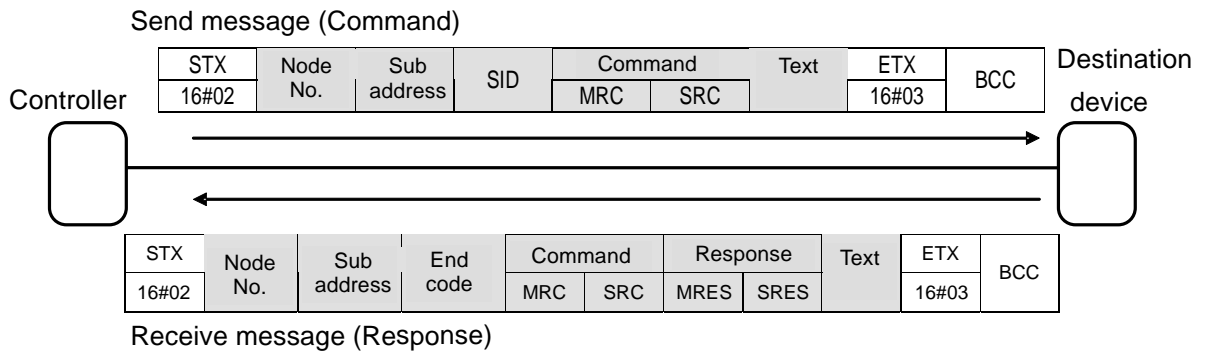 Send message (Command)
STX Node No. Sub address SID Command Text ETX BCC
16#02 MRC SRC 16#03
Controller
Destination device
STX Node No. Sub address End code Command Response Text ETX BCC
16#02 MRC SRC MRES SRES 16#03
Receive message (Response)